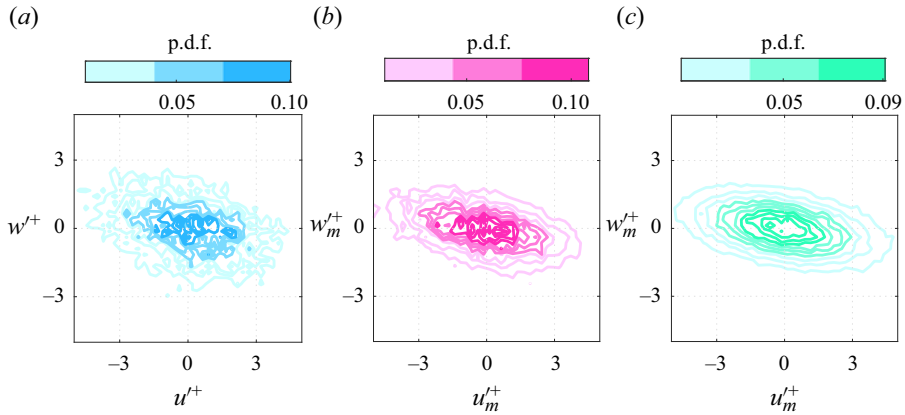 (a)
p.d.f.
0.05 0.10
3
0
–3
w′+
–3 0 3
u′+
(b)
p.d.f.
0.05 0.10
3
0
–3
w′+m
–3 0 3
u′+m
(c)
p.d.f.
0.05 0.09
3
0
–3
w′+m
–3 0 3
u′+m